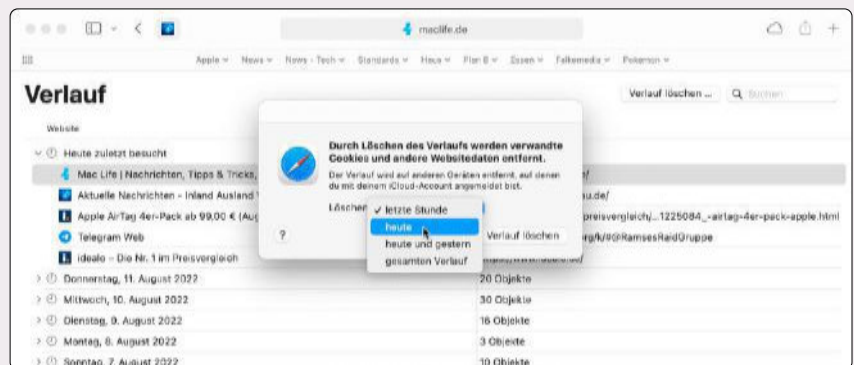 maclife.de
Apple News News - Tech Standards Haus Plan B Essen Falkemedia Pokemon
Verlauf
Verlauf löschen ...
Suchen
Website
Heute zuletzt besucht
Mac Life | Nachrichten, Tipps & Tricks,
Aktuelle Nachrichten - Inland Ausland
u.de/
Apple AirTag 4er-Pack ab 99,00 € (Aug
preisvergleich/...1225084_-airtag-4er-pack-apple.html
Telegram Web
rg/k/#@RamsesRaidGruppe
idealo – Die Nr. 1 im Preisvergleich
Donnerstag, 11. August 2022
20 Objekte
Mittwoch, 10. August 2022
30 Objekte
Dienstag, 9. August 2022
16 Objekte
Montag, 8. August 2022
3 Objekte
Sonntag, 7. August 2022
10 Objekte
Durch Löschen des Verlaufs werden verwandte
Cookies und andere Websitedaten entfernt.
Der Verlauf wird auf anderen Geräten entfernt, auf denen
du mit deinem iCloud-Account angemeldet bist.
Löschen
✓ letzte Stunde
heute
heute und gestern
gesamten Verlauf
?
Verlauf löschen